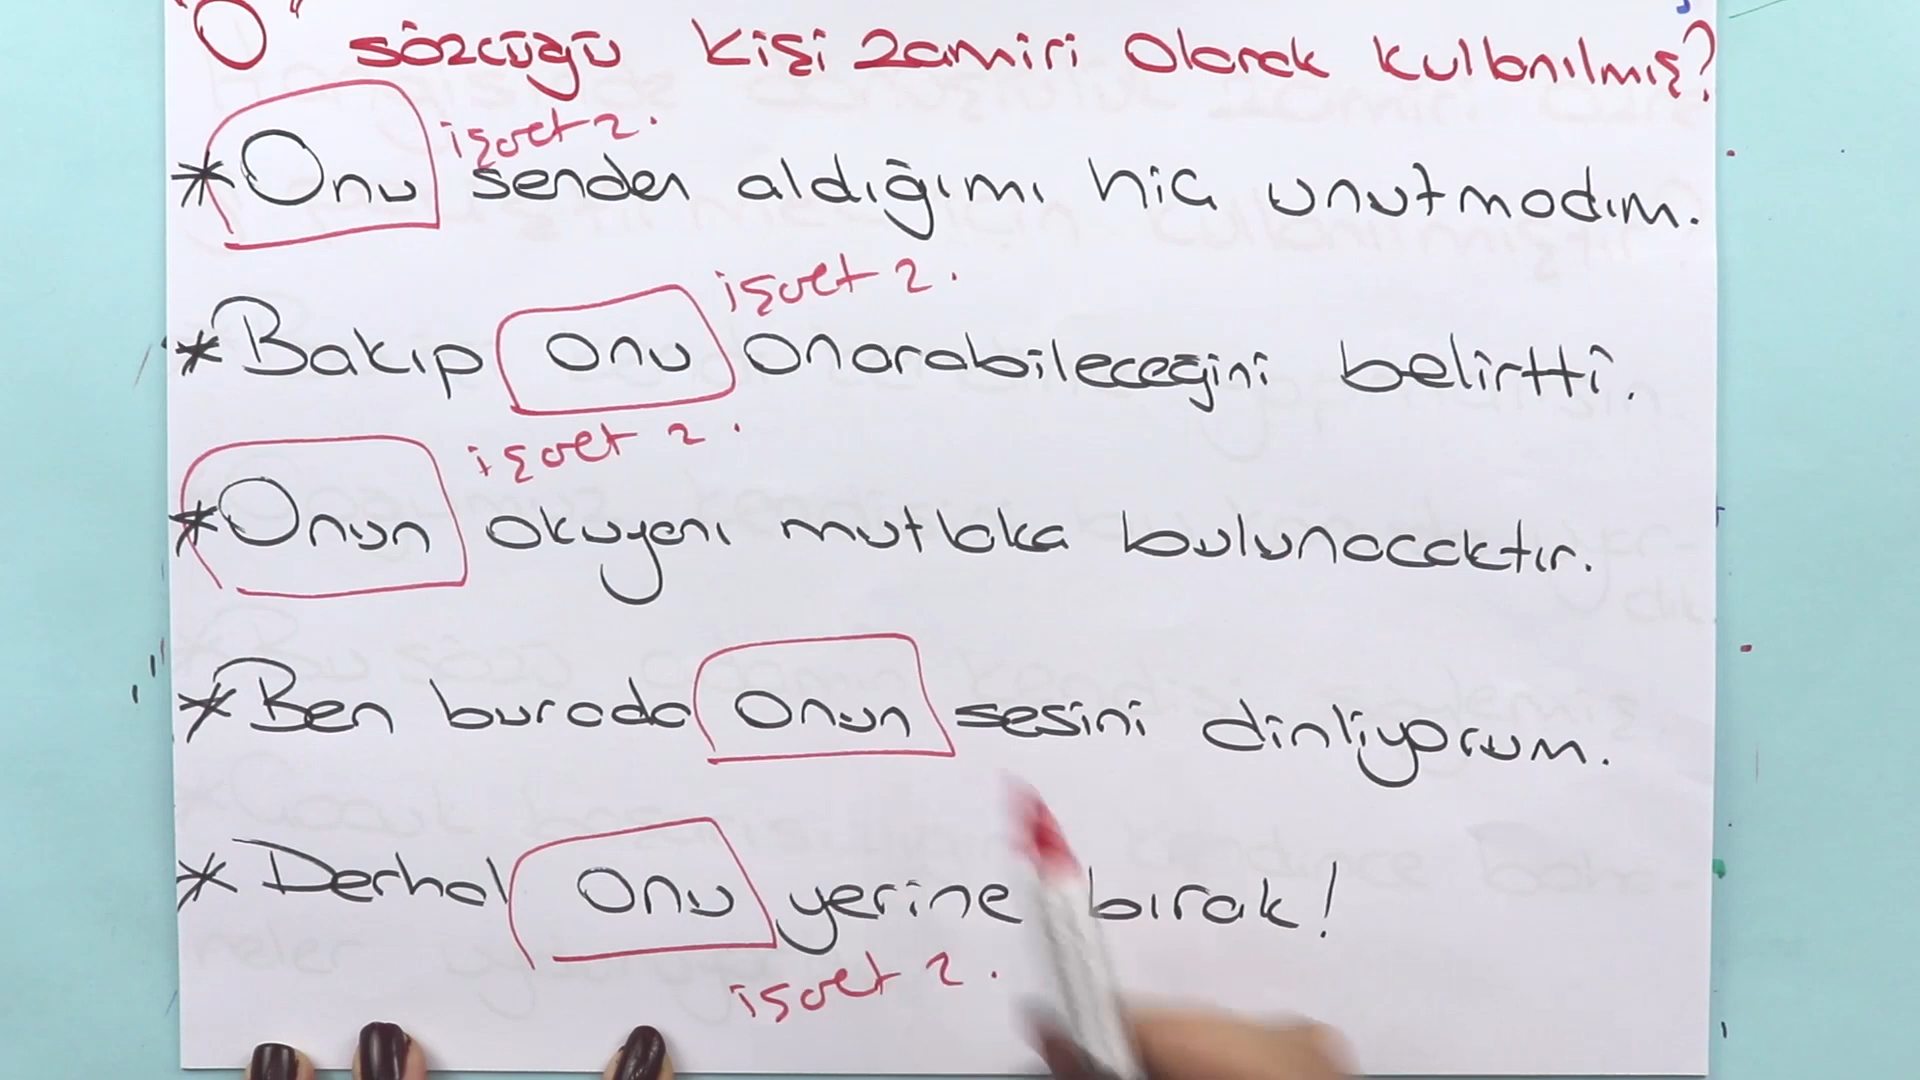 "O" sözcüğü kişi zamiri olarak kullanılmış?
işaret z.
*Onu senden aldığımı hiç unutmadım.
işaret z.
*Bakıp onu onarabileceğini belirtti.
işaret z.
*Onun okuyanı mutlaka bulunacaktır.
*Ben burada onun sesini dinliyorum.
*Derhal onu yerine bırak!
işaret z.